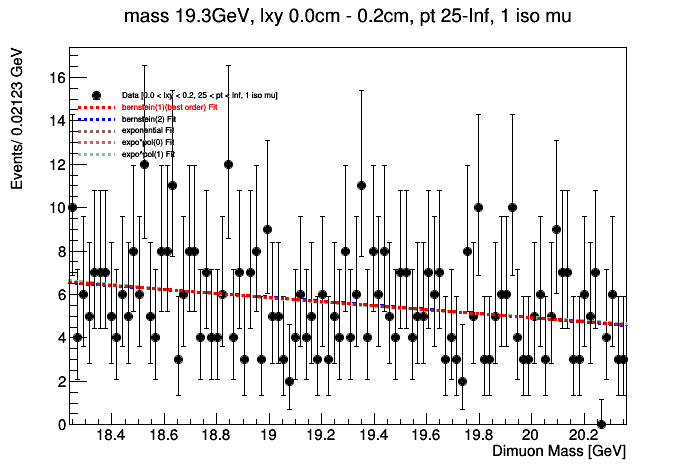 mass 19.3GeV, lxy 0.0cm - 0.2cm, pt 25-Inf, 1 iso mu
Events/ 0.02123 GeV
16
14
12
10
8
6
4
2
0
Data [0.0 < lxy < 0.2, 25 < pt < Inf, 1 iso mu]
bernstein(1)(best order) Fit
bernstein(2) Fit
exponential Fit
expo*pol(0) Fit
expo*pol(1) Fit
18.4 18.6 18.8 19 19.2 19.4 19.6 19.8 20 20.2
Dimuon Mass [GeV]